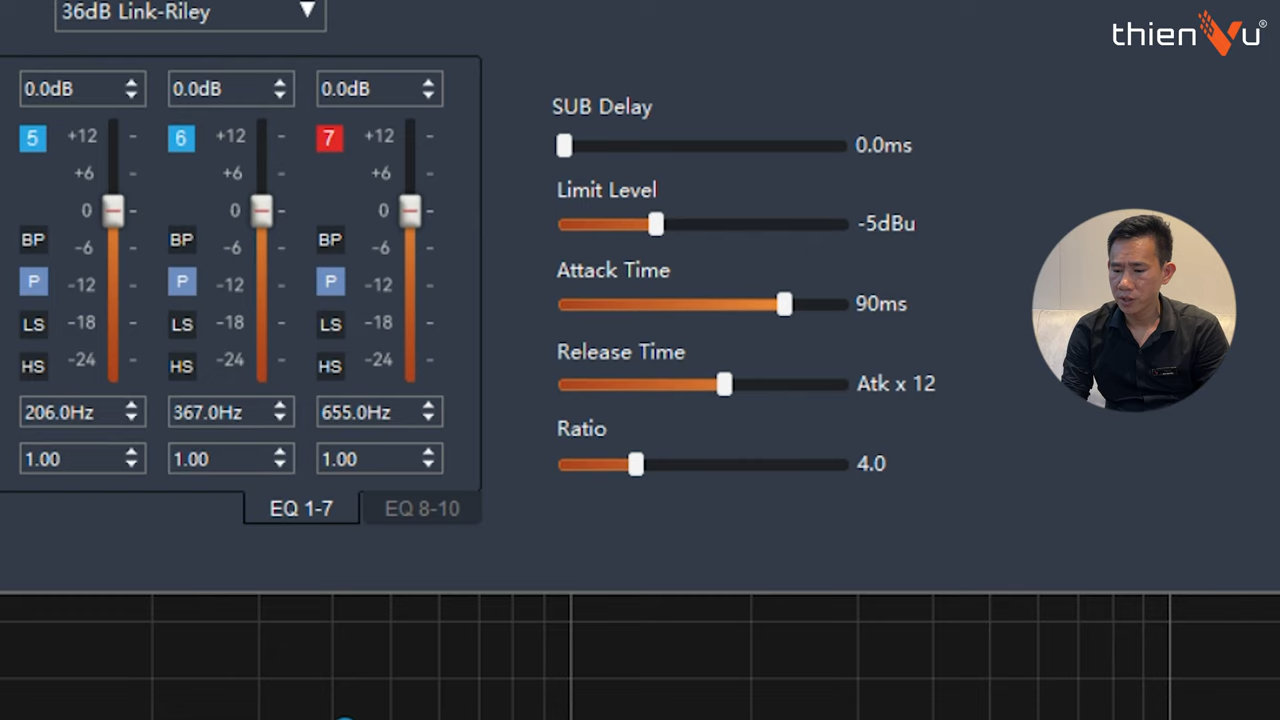 36dB Link-Riley
thienVu®
0.0dB 0.0dB 0.0dB
5 +12 6 +12 7 +12
+6 +6 +6
0 0 0
BP -6 BP -6 BP -6
P -12 P -12 P -12
LS -18 LS -18 LS -18
HS -24 HS -24 HS -24
206.0Hz 367.0Hz 655.0Hz
1.00 1.00 1.00
EQ 1-7 EQ 8-10
SUB Delay
0.0ms
Limit Level
-5dBu
Attack Time
90ms
Release Time
Atk x 12
Ratio
4.0